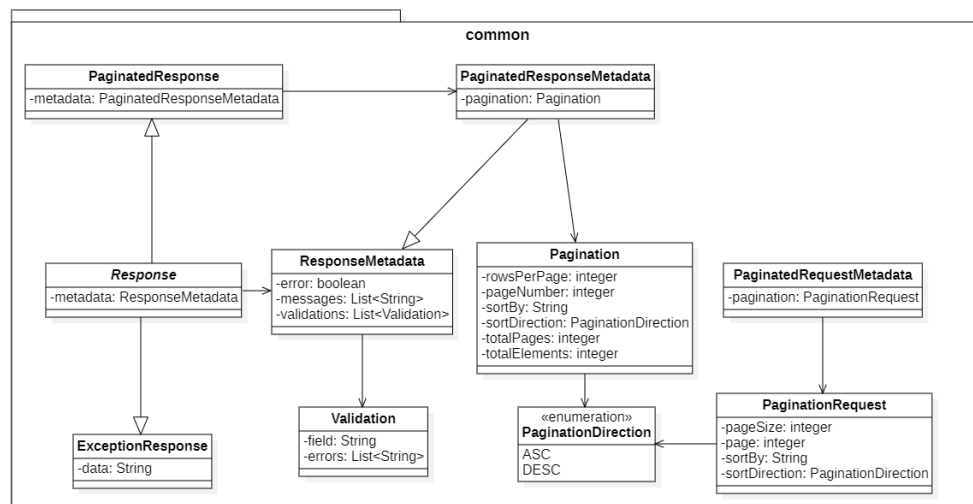 common
PaginatedResponse
-metadata: PaginatedResponseMetadata
PaginatedResponseMetadata
-pagination: Pagination
Response
-metadata: ResponseMetadata
ResponseMetadata
-error: boolean
-messages: List<String>
-validations: List<Validation>
Pagination
-rowsPerPage: integer
-pageNumber: integer
-sortBy: String
-sortDirection: PaginationDirection
-totalPages: integer
-totalElements: integer
PaginatedRequestMetadata
-pagination: PaginationRequest
ExceptionResponse
-data: String
Validation
-field: String
-errors: List<String>
«enumeration»
PaginationDirection
ASC
DESC
PaginationRequest
-pageSize: integer
-page: integer
-sortBy: String
-sortDirection: PaginationDirection